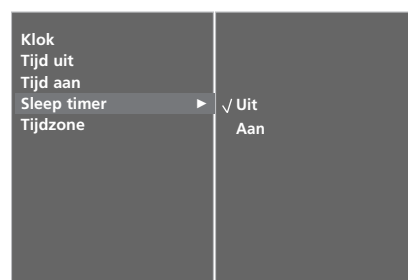 Klok
Tijd uit
Tijd aan
Sleep timer ►
Tijdzone
√ Uit
Aan